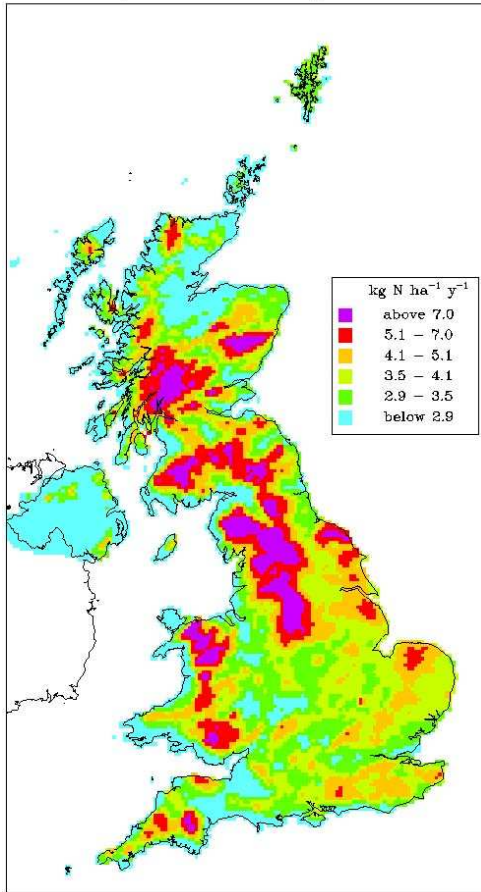 kg N ha⁻¹ y⁻¹
above 7.0
5.1 – 7.0
4.1 – 5.1
3.5 – 4.1
2.9 – 3.5
below 2.9